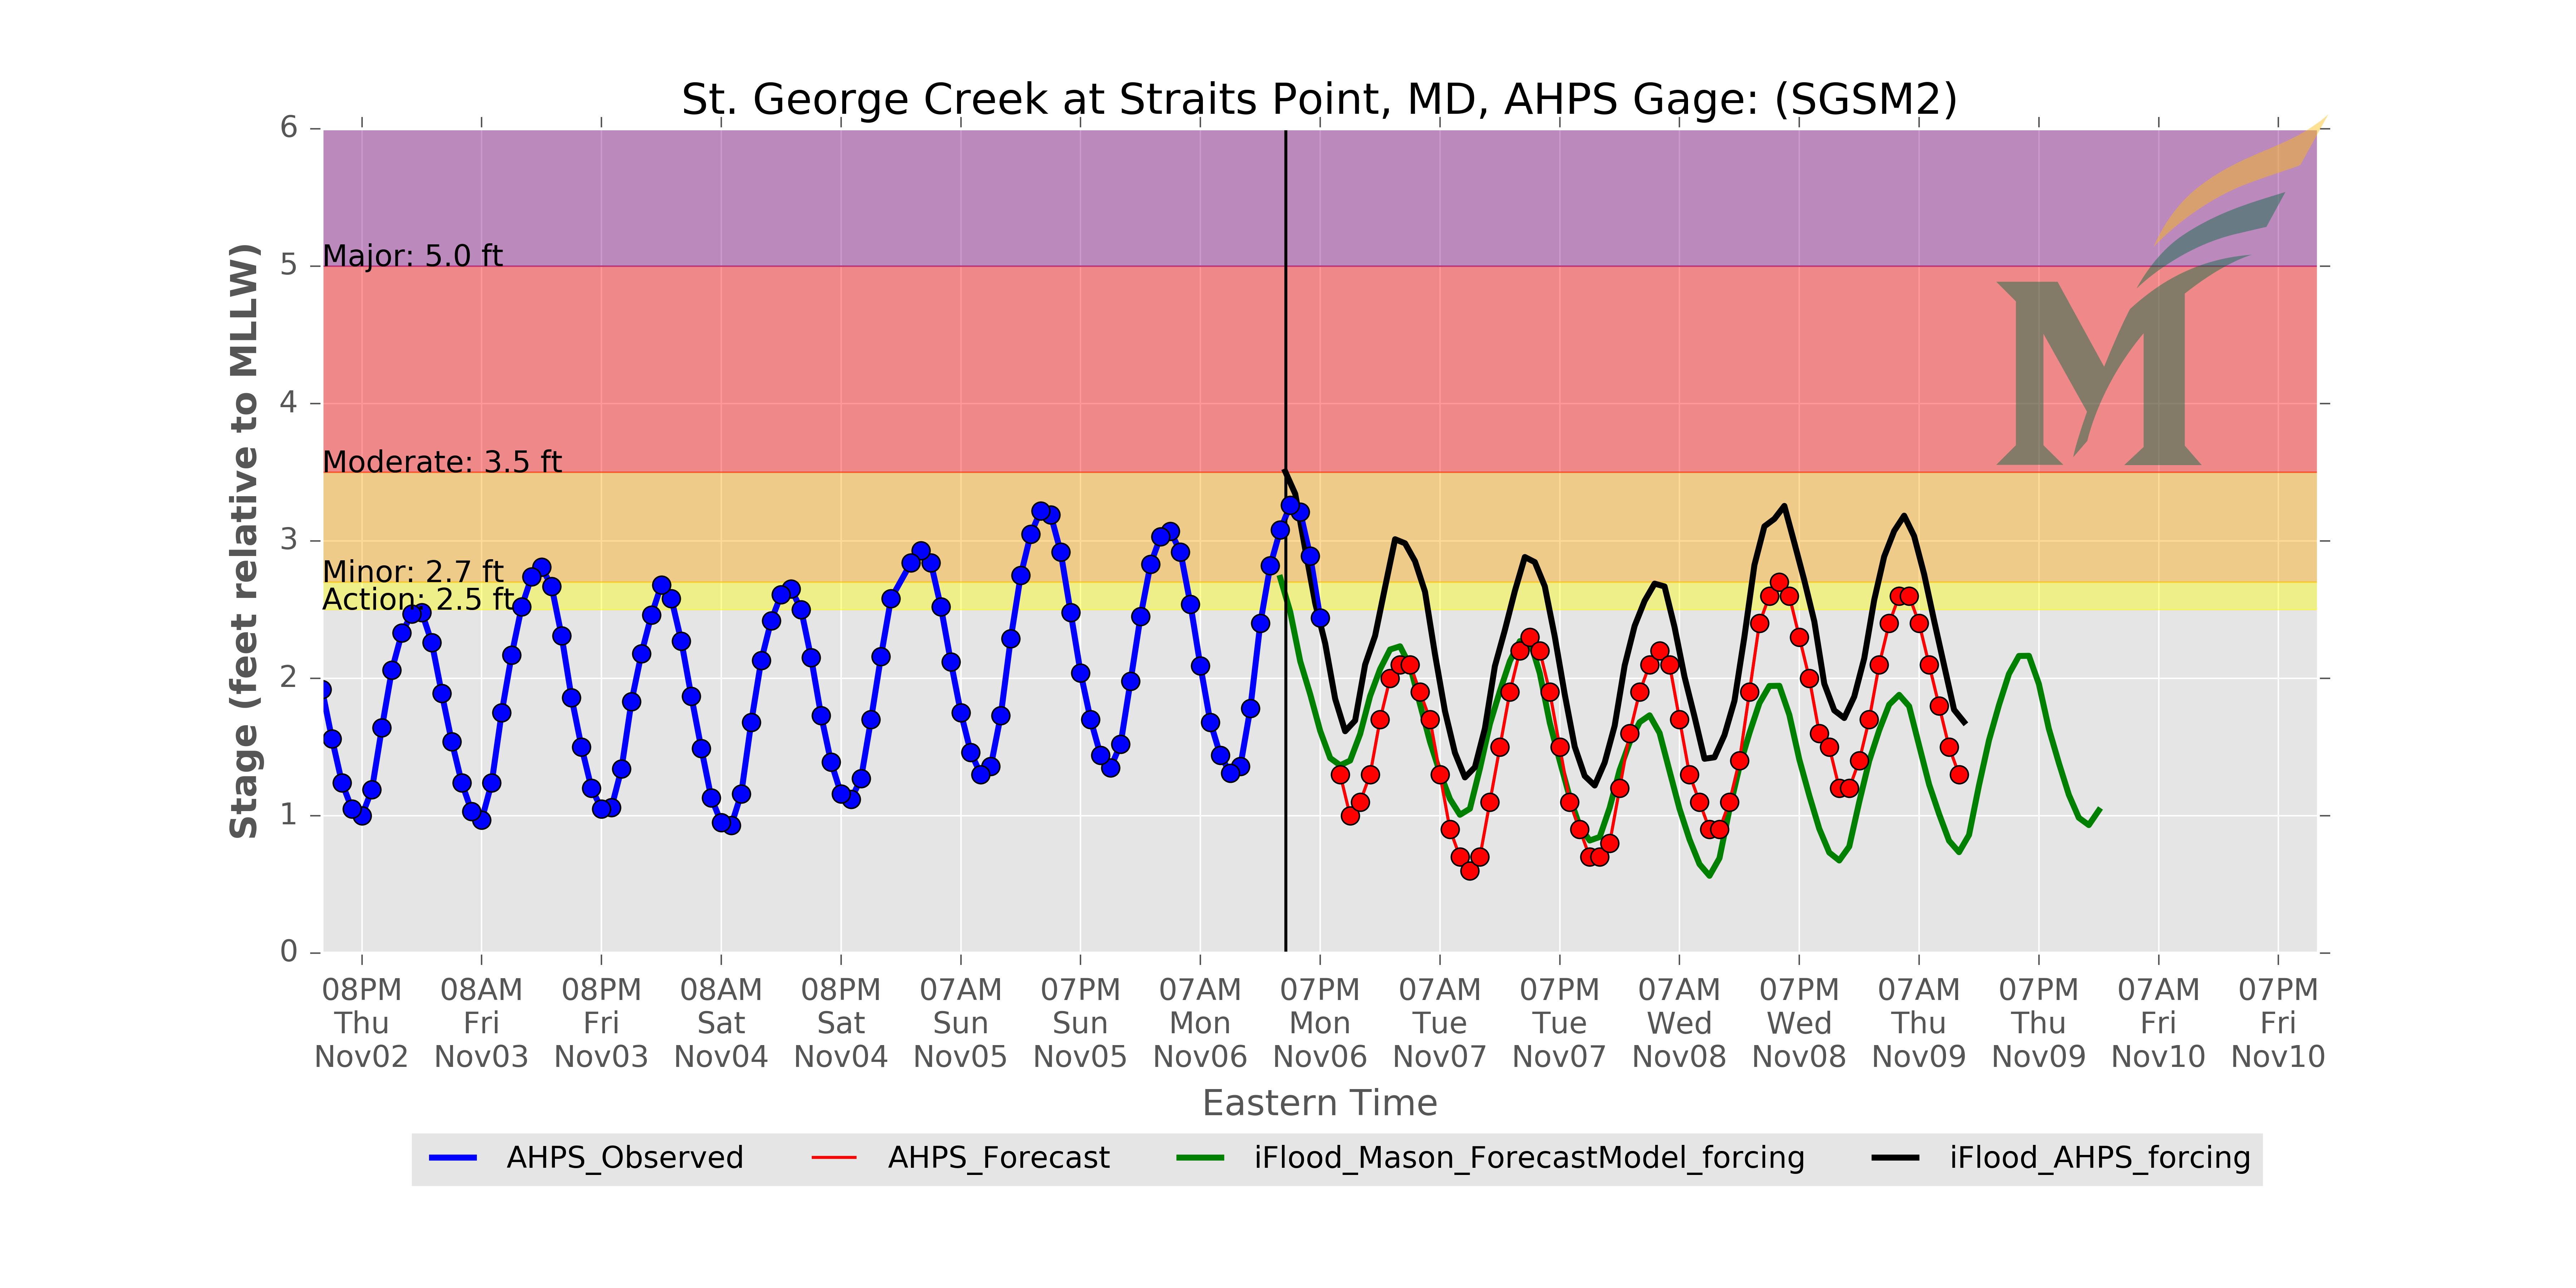 St. George Creek at Straits Point, MD, AHPS Gage: (SGSM2)
Stage (feet relative to MLLW)
6
5
4
3
2
1
0
Major: 5.0 ft
Moderate: 3.5 ft
Minor: 2.7 ft
Action: 2.5 ft
M
08PM 08AM 08PM 08AM 08PM 07AM 07PM 07AM 07PM 07AM 07PM 07AM 07PM 07AM 07PM 07AM 07PM
Thu Fri Fri Sat Sat Sun Sun Mon Mon Tue Tue Wed Wed Thu Thu Fri Fri
Nov02 Nov03 Nov03 Nov04 Nov04 Nov05 Nov05 Nov06 Nov06 Nov07 Nov07 Nov08 Nov08 Nov09 Nov09 Nov10 Nov10
Eastern Time
AHPS_Observed AHPS_Forecast iFlood_Mason_ForecastModel_forcing iFlood_AHPS_forcing